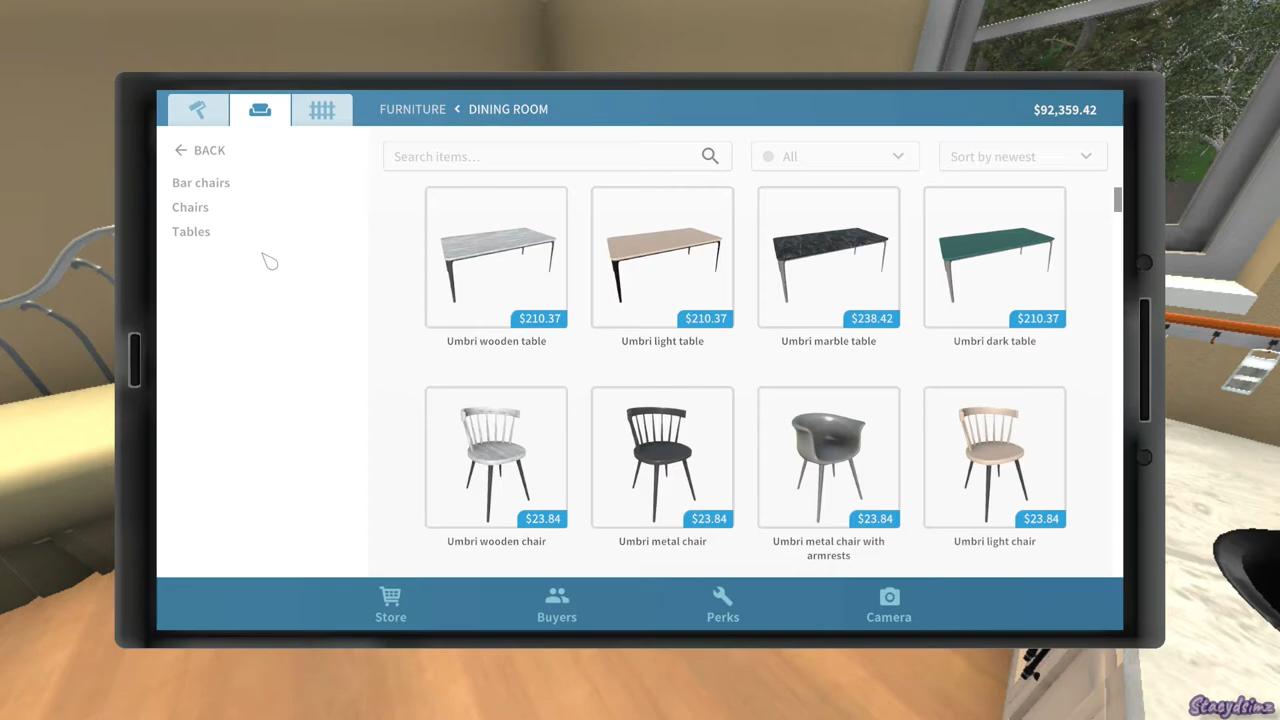 FURNITURE < DINING ROOM
$92,359.42
BACK
Search items...
All
Sort by newest
Bar chairs
Chairs
Tables
$210.37
$210.37
$238.42
$210.37
Umbri wooden table
Umbri light table
Umbri marble table
Umbri dark table
$23.84
$23.84
$23.84
$23.84
Umbri wooden chair
Umbri metal chair
Umbri metal chair with
armrests
Umbri light chair
Store
Buyers
Perks
Camera
Stacydsimz